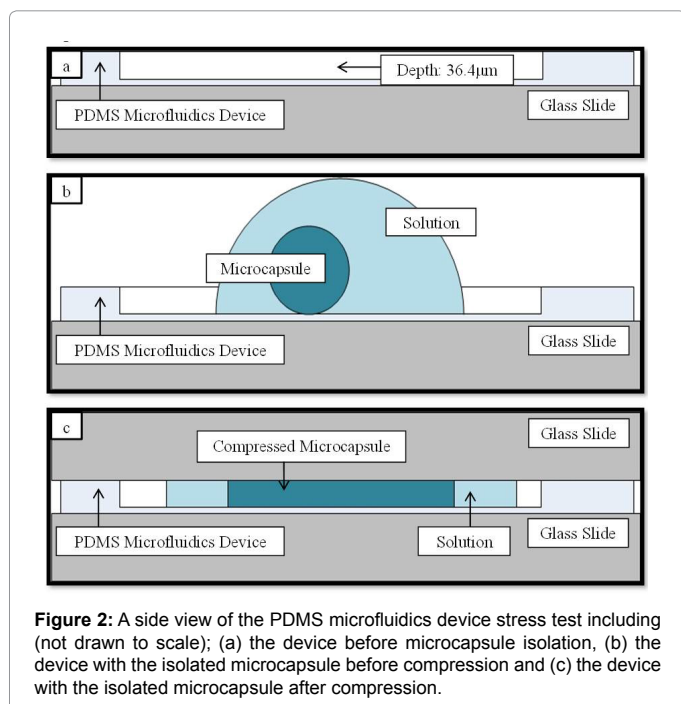 a
Depth: 36.4µm
PDMS Microfluidics Device
Glass Slide
b
Solution
Microcapsule
PDMS Microfluidics Device
Glass Slide
c
Glass Slide
Compressed Microcapsule
PDMS Microfluidics Device
Solution
Glass Slide
Figure 2: A side view of the PDMS microfluidics device stress test including
(not drawn to scale); (a) the device before microcapsule isolation, (b) the
device with the isolated microcapsule before compression and (c) the device
with the isolated microcapsule after compression.